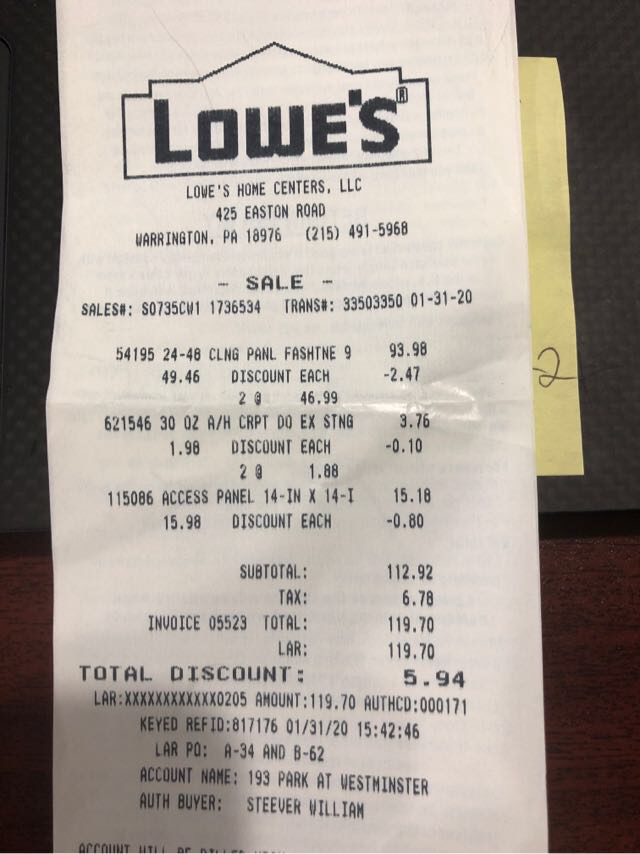 LOWE'S®
LOWE'S HOME CENTERS, LLC
425 EASTON ROAD
WARRINGTON, PA 18976 (215) 491-5968
- SALE -
SALES#: S0735CW1 1736534 TRANS#: 33503350 01-31-20
54195 24-48 CLNG PANL FASHTNE 9 93.98
49.46 DISCOUNT EACH -2.47
2 @ 46.99
621546 30 OZ A/H CRPT DO EX STNG 3.76
1.98 DISCOUNT EACH -0.10
2 @ 1.88
115086 ACCESS PANEL 14-IN X 14-I 15.18
15.98 DISCOUNT EACH -0.80
SUBTOTAL: 112.92
TAX: 6.78
INVOICE 05523 TOTAL: 119.70
LAR: 119.70
TOTAL DISCOUNT: 5.94
LAR:XXXXXXXXXXXX0205 AMOUNT:119.70 AUTHCD:000171
KEYED REFID:817176 01/31/20 15:42:46
LAR PO: A-34 AND B-62
ACCOUNT NAME: 193 PARK AT WESTMINSTER
AUTH BUYER: STEEVER WILLIAM
ACCOUNT WILL BE BILLED
2